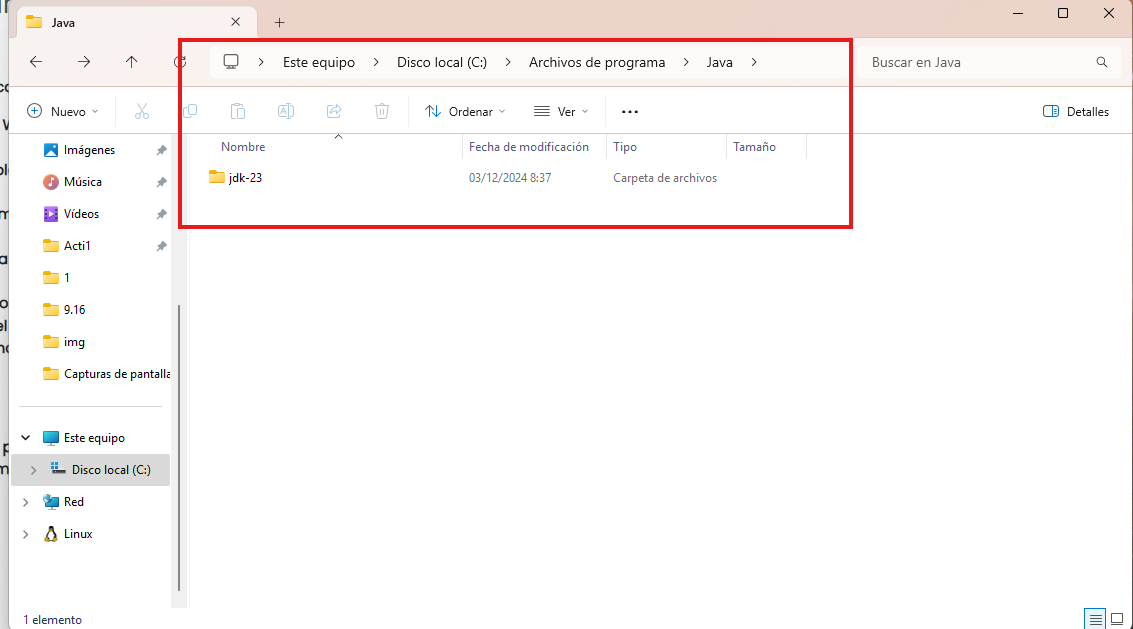 Java
Este equipo > Disco local (C:) > Archivos de programa > Java >
Buscar en Java
Nuevo
Ordenar
Ver
Detalles
Nombre
Fecha de modificación
Tipo
Tamaño
jdk-23
03/12/2024 8:37
Carpeta de archivos
Imágenes
Música
Vídeos
Acti1
1
9.16
img
Capturas de pantalla
Este equipo
Disco local (C:)
Red
Linux
1 elemento